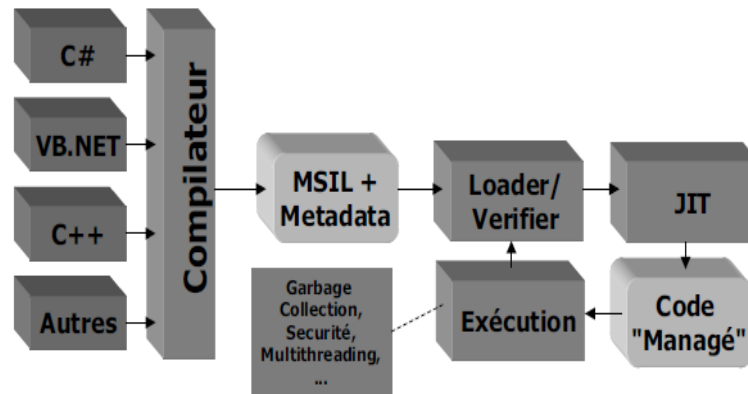 C#
VB.NET
C++
Autres
Compilateur
MSIL +
Metadata
Loader/
Verifier
JIT
Garbage
Collection,
Securité,
Multithreading,
...
Exécution
Code
"Managé"